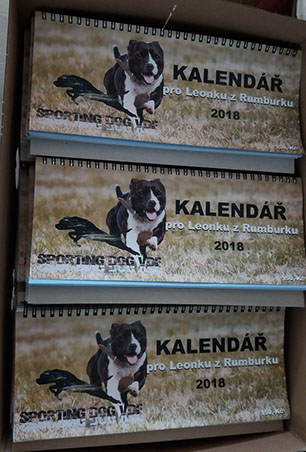 KALENDÁŘ
pro Leonku z Rumburku
2018
SPORTING DOG VDF
KALENDÁŘ
pro Leonku z Rumburku
2018
SPORTING DOG VDF
KALENDÁŘ
pro Leonku z Rumburku
2018
SPORTING DOG VDF